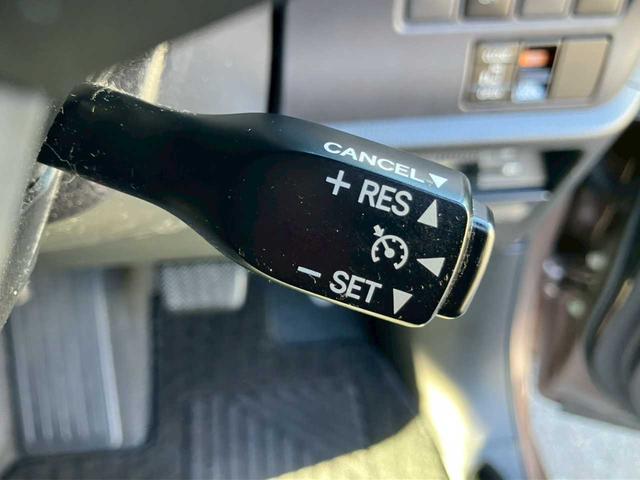 CANCEL▼
+ RES ▲
◀
− SET ▼